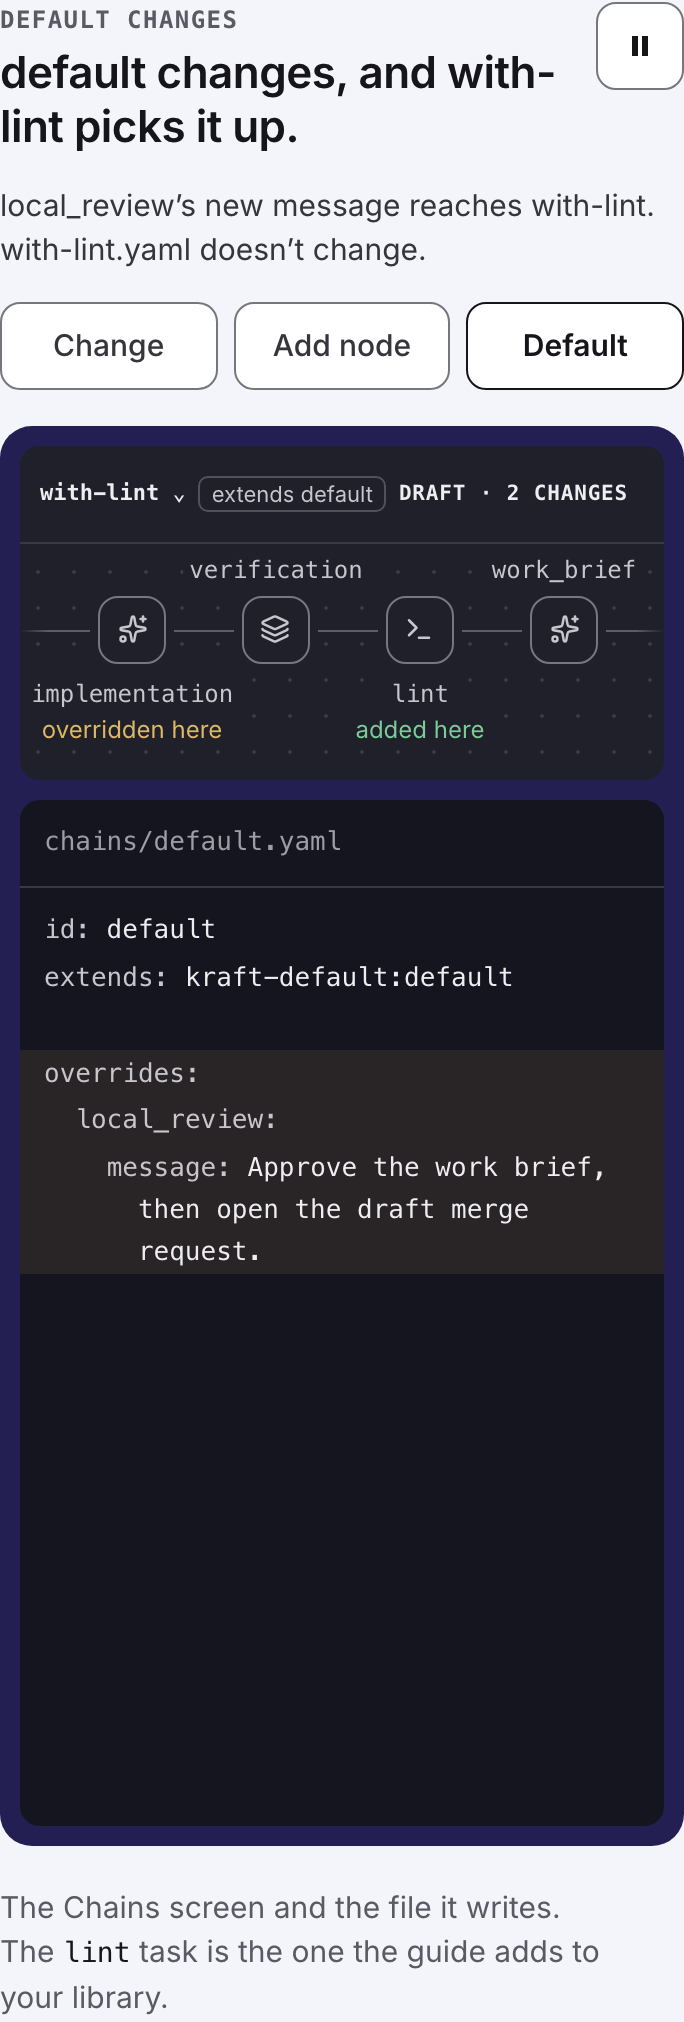 DEFAULT CHANGES
default changes, and with-
lint picks it up.
local_review’s new message reaches with-lint.
with-lint.yaml doesn’t change.
Change
Add node
Default
with-lint
extends default
DRAFT · 2 CHANGES
verification
work_brief
implementation
lint
overridden here
added here
chains/default.yaml
id: default
extends: kraft-default:default
overrides:
local_review:
message: Approve the work brief,
then open the draft merge
request.
The Chains screen and the file it writes.
The lint task is the one the guide adds to
your library.